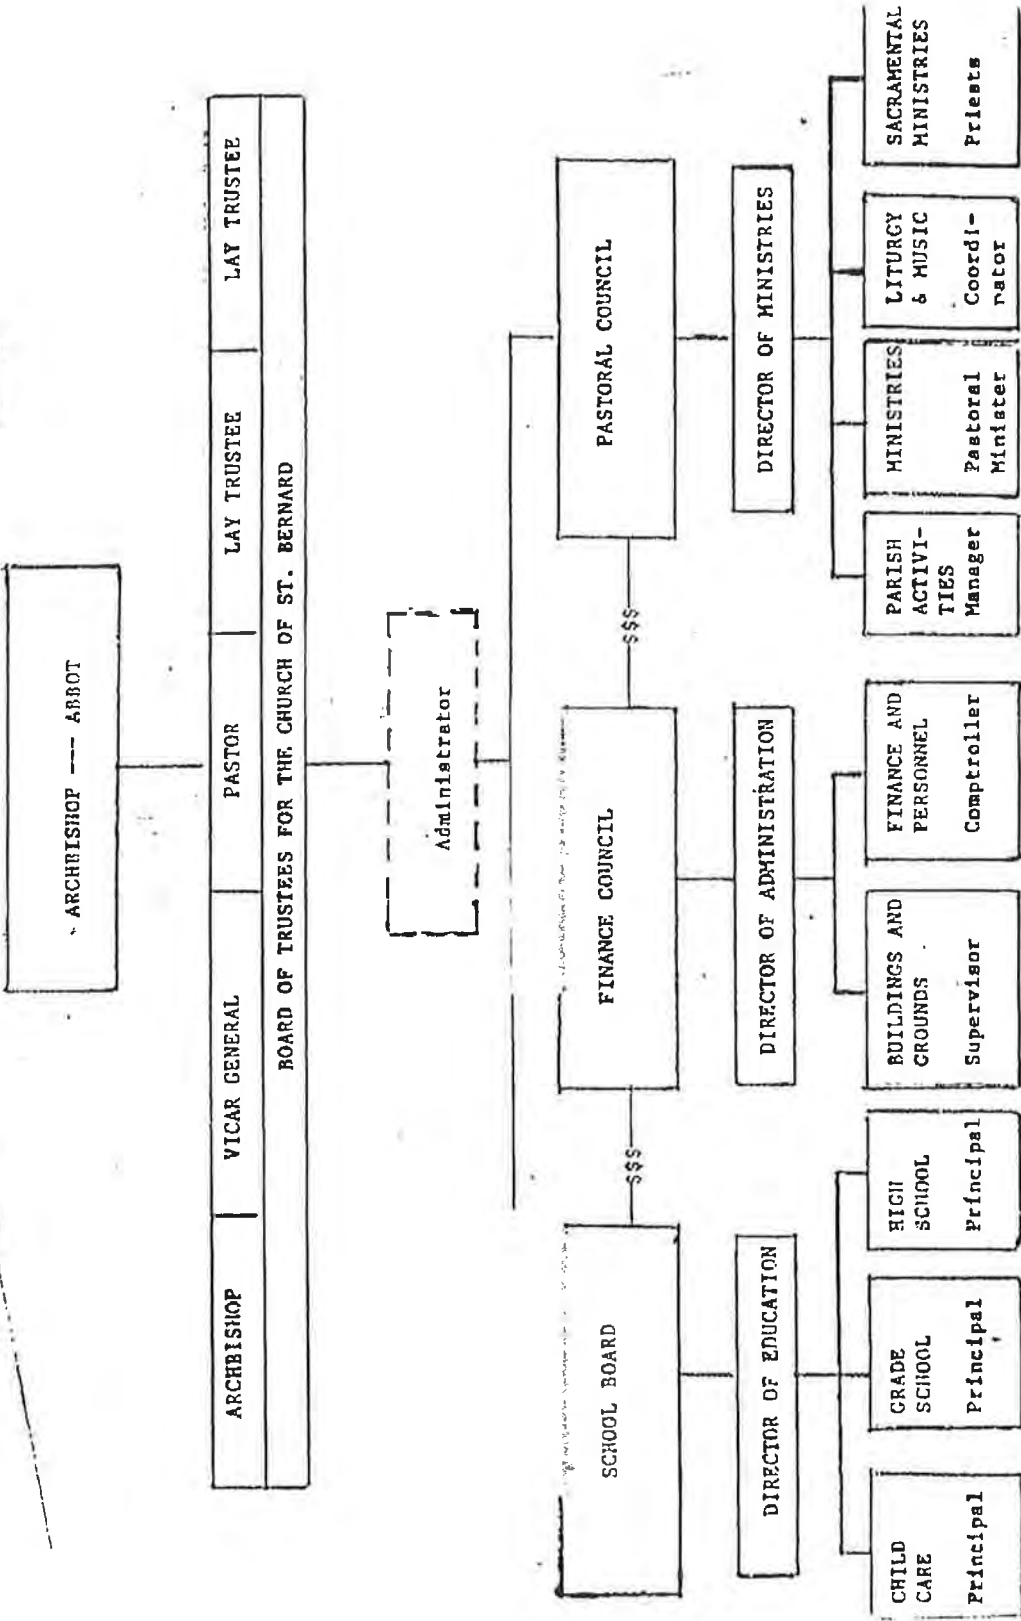 ARCHBISHOP --- ABBOT
ARCHBISHOP
VICAR GENERAL
PASTOR
LAY TRUSTEE
LAY TRUSTEE
BOARD OF TRUSTEES FOR THE CHURCH OF ST. BERNARD
Administrator
SCHOOL BOARD
$$$
FINANCE COUNCIL
$$$
PASTORAL COUNCIL
DIRECTOR OF EDUCATION
DIRECTOR OF ADMINISTRATION
DIRECTOR OF MINISTRIES
CHILD
CARE
Principal
GRADE
SCHOOL
Principal
HIGH
SCHOOL
Principal
BUILDINGS AND
GROUNDS
Supervisor
FINANCE AND
PERSONNEL
Comptroller
PARISH
ACTIVI-
TIES
Manager
MINISTRIES
Pastoral
Minister
LITURGY
& MUSIC
Coordi-
nator
SACRAMENTAL
MINISTRIES
Priests